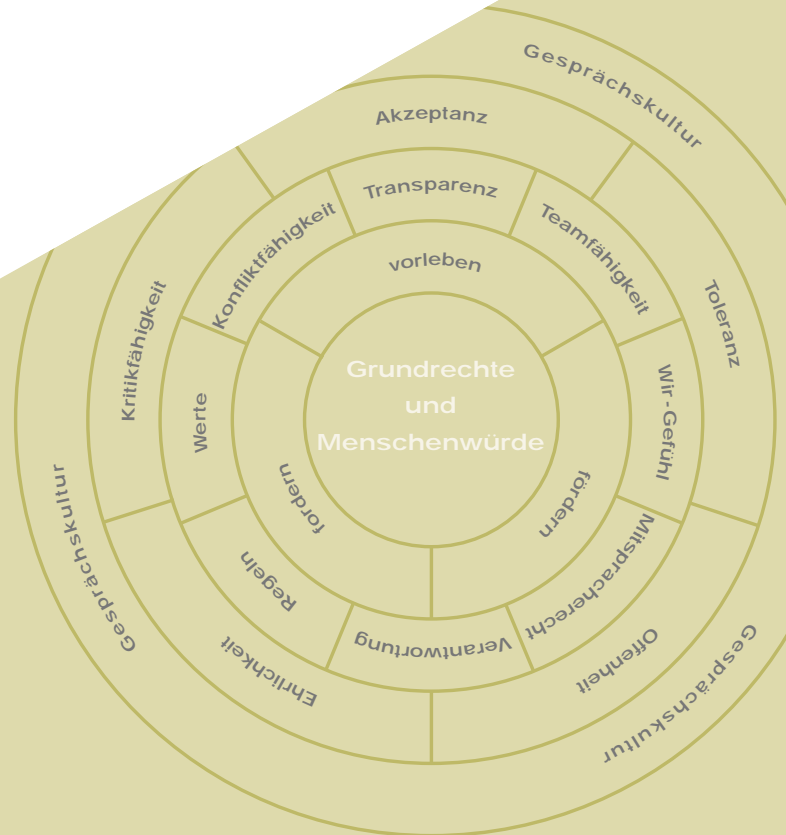 Gesprächskultur
Akzeptanz
Transparenz
Konfliktfähigkeit
Teamfähigkeit
vorleben
Kritikfähigkeit
Toleranz
Grundrechte
und
Menschenwürde
Werte
Wir - Gefühl
fordern
fördern
Gesprächskultur
Regeln
Mitspracherecht
Verantwortung
Ehrlichkeit
Offenheit
Gesprächskultur